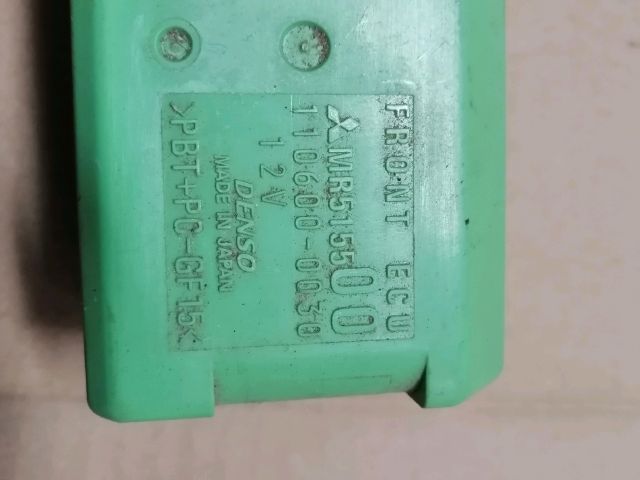 FRONT ECU
MR515500
110600-0030
12V
DENSO
MADE IN JAPAN
>PBT+PC-GF15<